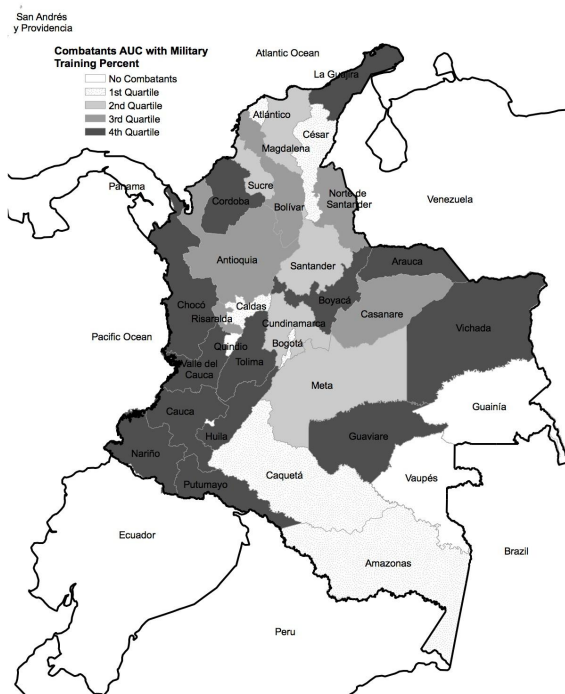 San Andrés
y Providencia
Atlantic Ocean
Combatants AUC with Military
Training Percent
No Combatants
1st Quartile
2nd Quartile
3rd Quartile
4th Quartile
La Guajira
Atlántico
César
Magdalena
Panama
Sucre
Cordoba
Bolívar
Norte de
Santander
Venezuela
Antioquia
Santander
Arauca
Chocó
Caldas
Boyacá
Risaralda
Casanare
Cundinamarca
Vichada
Pacific Ocean
Quindío
Bogotá
Valle del
Cauca
Tolima
Meta
Cauca
Guainía
Huila
Guaviare
Nariño
Caquetá
Vaupés
Putumayo
Ecuador
Brazil
Amazonas
Peru